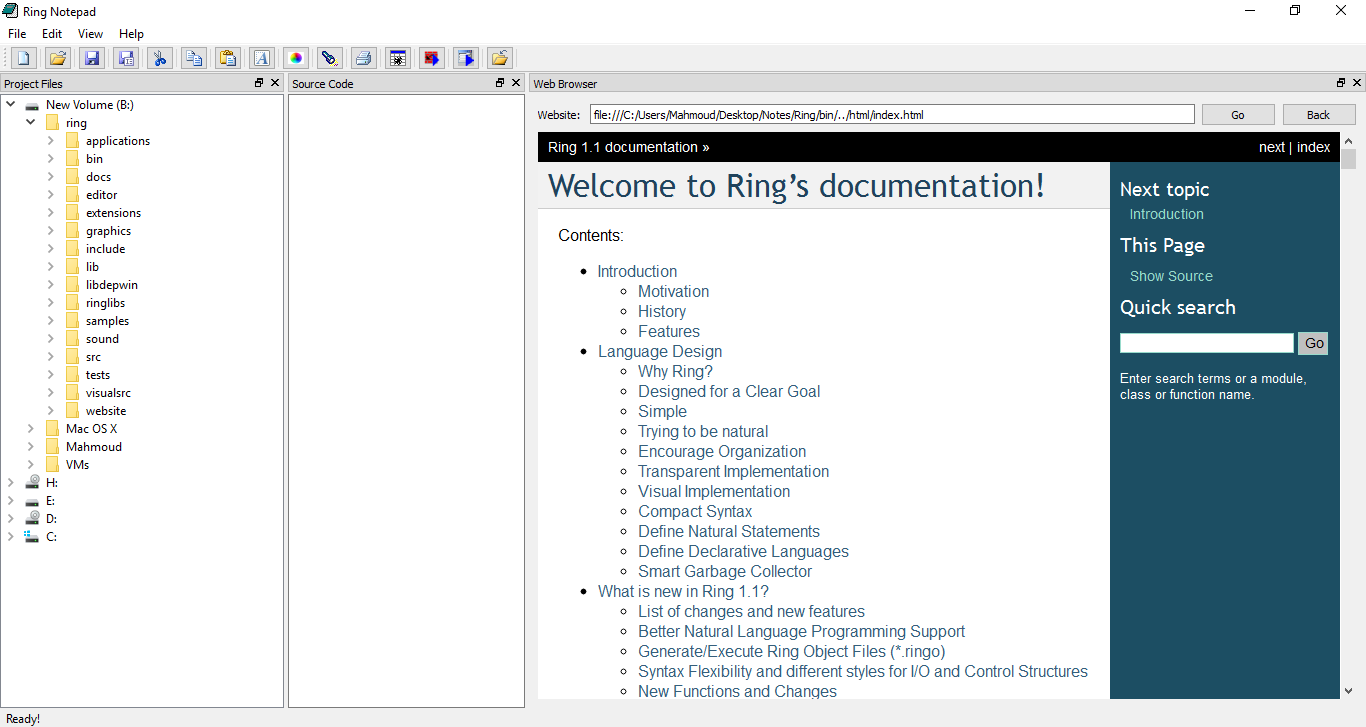 Ring Notepad
File Edit View Help
Project Files
New Volume (B:)
ring
applications
bin
docs
editor
extensions
graphics
include
lib
libdepwin
ringlibs
samples
sound
src
tests
visualsrc
website
Mac OS X
Mahmoud
VMs
H:
E:
D:
C:
Source Code
Web Browser
Website: file:///C:/Users/Mahmoud/Desktop/Notes/Ring/bin/../html/index.html Go Back
Ring 1.1 documentation » next | index
Welcome to Ring’s documentation!
Contents:
Introduction
Motivation
History
Features
Language Design
Why Ring?
Designed for a Clear Goal
Simple
Trying to be natural
Encourage Organization
Transparent Implementation
Visual Implementation
Compact Syntax
Define Natural Statements
Define Declarative Languages
Smart Garbage Collector
What is new in Ring 1.1?
List of changes and new features
Better Natural Language Programming Support
Generate/Execute Ring Object Files (*.ringo)
Syntax Flexibility and different styles for I/O and Control Structures
New Functions and Changes
Next topic
Introduction
This Page
Show Source
Quick search
Go
Enter search terms or a module,
class or function name.
Ready!